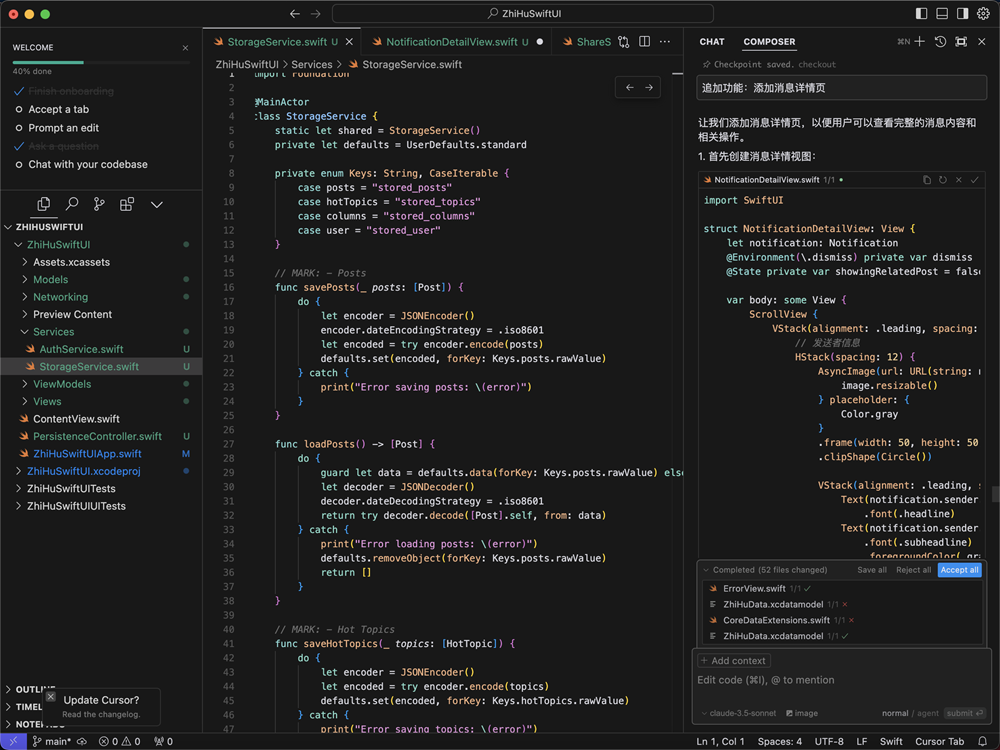 ZhiHuSwiftUI
WELCOME
40% done
Finish onboarding
Accept a tab
Prompt an edit
Ask a question
Chat with your codebase
ZHIHUSWIFTUI
ZhiHuSwiftUI
Assets.xcassets
Models
Networking
Preview Content
Services
AuthService.swift U
StorageService.swift U
ViewModels
Views
ContentView.swift
PersistenceController.swift U
ZhiHuSwiftUIApp.swift M
ZhiHuSwiftUI.xcodeproj
ZhiHuSwiftUITests
ZhiHuSwiftUIUITests
TIMEL
Update Cursor?
Read the changelog.
StorageService.swift U
NotificationDetailView.swift U
ShareS
ZhiHuSwiftUI > Services > StorageService.swift
1 import Foundation
2
3 MainActor
4 class StorageService {
5 static let shared = StorageService()
6 private let defaults = UserDefaults.standard
7
8 private enum Keys: String, CaseIterable {
9 case posts = "stored_posts"
10 case hotTopics = "stored_topics"
11 case columns = "stored_columns"
12 case user = "stored_user"
13 }
14
15 // MARK: - Posts
16 func savePosts(_ posts: [Post]) {
17 do {
18 let encoder = JSONEncoder()
19 encoder.dateEncodingStrategy = .iso8601
20 let encoded = try encoder.encode(posts)
21 defaults.set(encoded, forKey: Keys.posts.rawValue)
22 } catch {
23 print("Error saving posts: \(error)")
24 }
25 }
26
27 func loadPosts() -> [Post] {
28 do {
29 guard let data = defaults.data(forKey: Keys.posts.rawValue) else
30 let decoder = JSONDecoder()
31 decoder.dateDecodingStrategy = .iso8601
32 return try decoder.decode([Post].self, from: data)
33 } catch {
34 print("Error loading posts: \(error)")
35 defaults.removeObject(forKey: Keys.posts.rawValue)
36 return []
37 }
38 }
39
40 // MARK: - Hot Topics
41 func saveHotTopics(_ topics: [HotTopic]) {
42 do {
43 let encoder = JSONEncoder()
44 let encoded = try encoder.encode(topics)
45 defaults.set(encoded, forKey: Keys.hotTopics.rawValue)
46 } catch {
47 print("Error saving topics: \(error)")
CHAT COMPOSER ⌘N
Checkpoint saved. checkout
追加功能：添加消息详情页
让我们添加消息详情页，以便用户可以查看完整的消息内容和
相关操作。
1. 首先创建消息详情视图：
NotificationDetailView.swift 1/1
import SwiftUI
struct NotificationDetailView: View {
let notification: Notification
@Environment(\.dismiss) private var dismiss
@State private var showingRelatedPost = false
var body: some View {
ScrollView {
VStack(alignment: .leading, spacing:
// 发送者信息
HStack(spacing: 12) {
AsyncImage(url: URL(string:
image.resizable()
} placeholder: {
Color.gray
}
.frame(width: 50, height: 50
.clipShape(Circle())
VStack(alignment: .leading,
Text(notification.sender
.font(.headline)
Text(notification.sender
.font(.subheadline)
.foregroundColor(.gr
Completed (52 files changed) Save all Reject all Accept all
ErrorView.swift 1/1
ZhiHuData.xcdatamodel 1/1
CoreDataExtensions.swift 1/1
ZhiHuData.xcdatamodel 1/1
+ Add context
Edit code (⌘I), @ to mention
claude-3.5-sonnet image normal / agent submit
main* 0 0 0
Ln 1, Col 1 Spaces: 4 UTF-8 LF Swift Cursor Tab